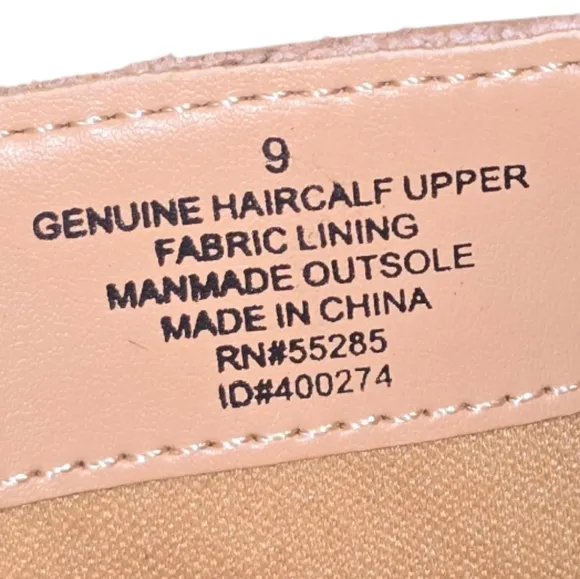 9
GENUINE HAIRCALF UPPER
FABRIC LINING
MANMADE OUTSOLE
MADE IN CHINA
RN#55285
ID#400274